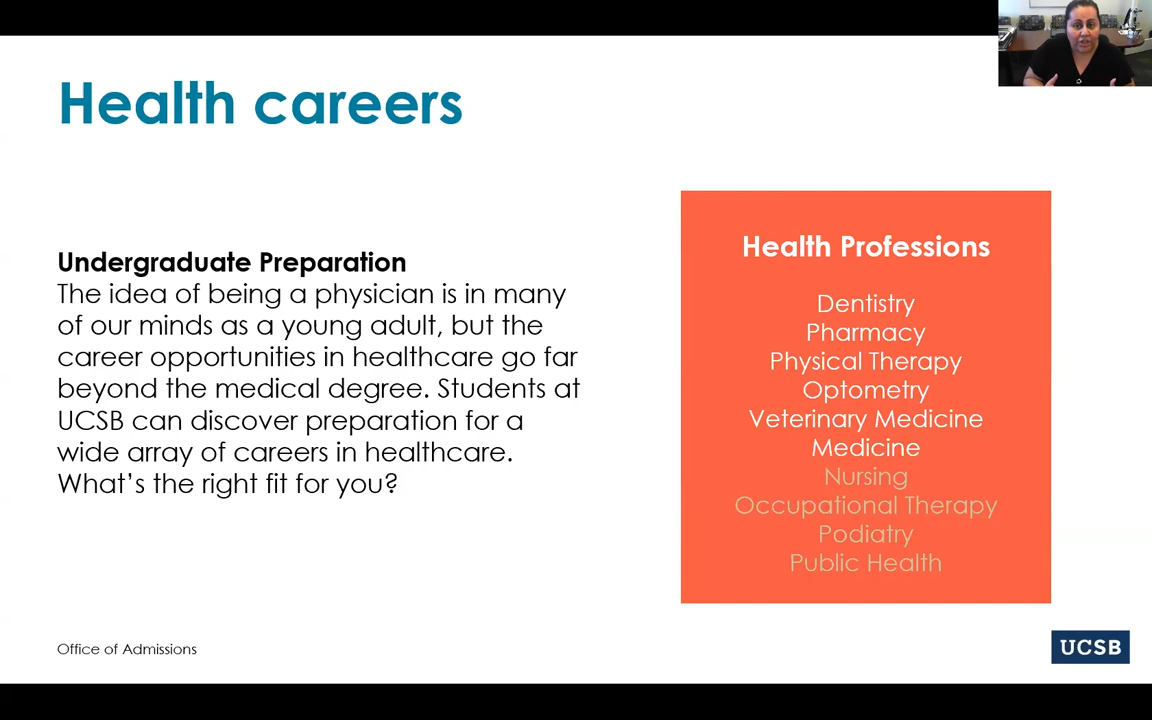 Health careers
Undergraduate Preparation
The idea of being a physician is in many
of our minds as a young adult, but the
career opportunities in healthcare go far
beyond the medical degree. Students at
UCSB can discover preparation for a
wide array of careers in healthcare.
What's the right fit for you?
Health Professions
Dentistry
Pharmacy
Physical Therapy
Optometry
Veterinary Medicine
Medicine
Nursing
Occupational Therapy
Podiatry
Public Health
Office of Admissions
UCSB